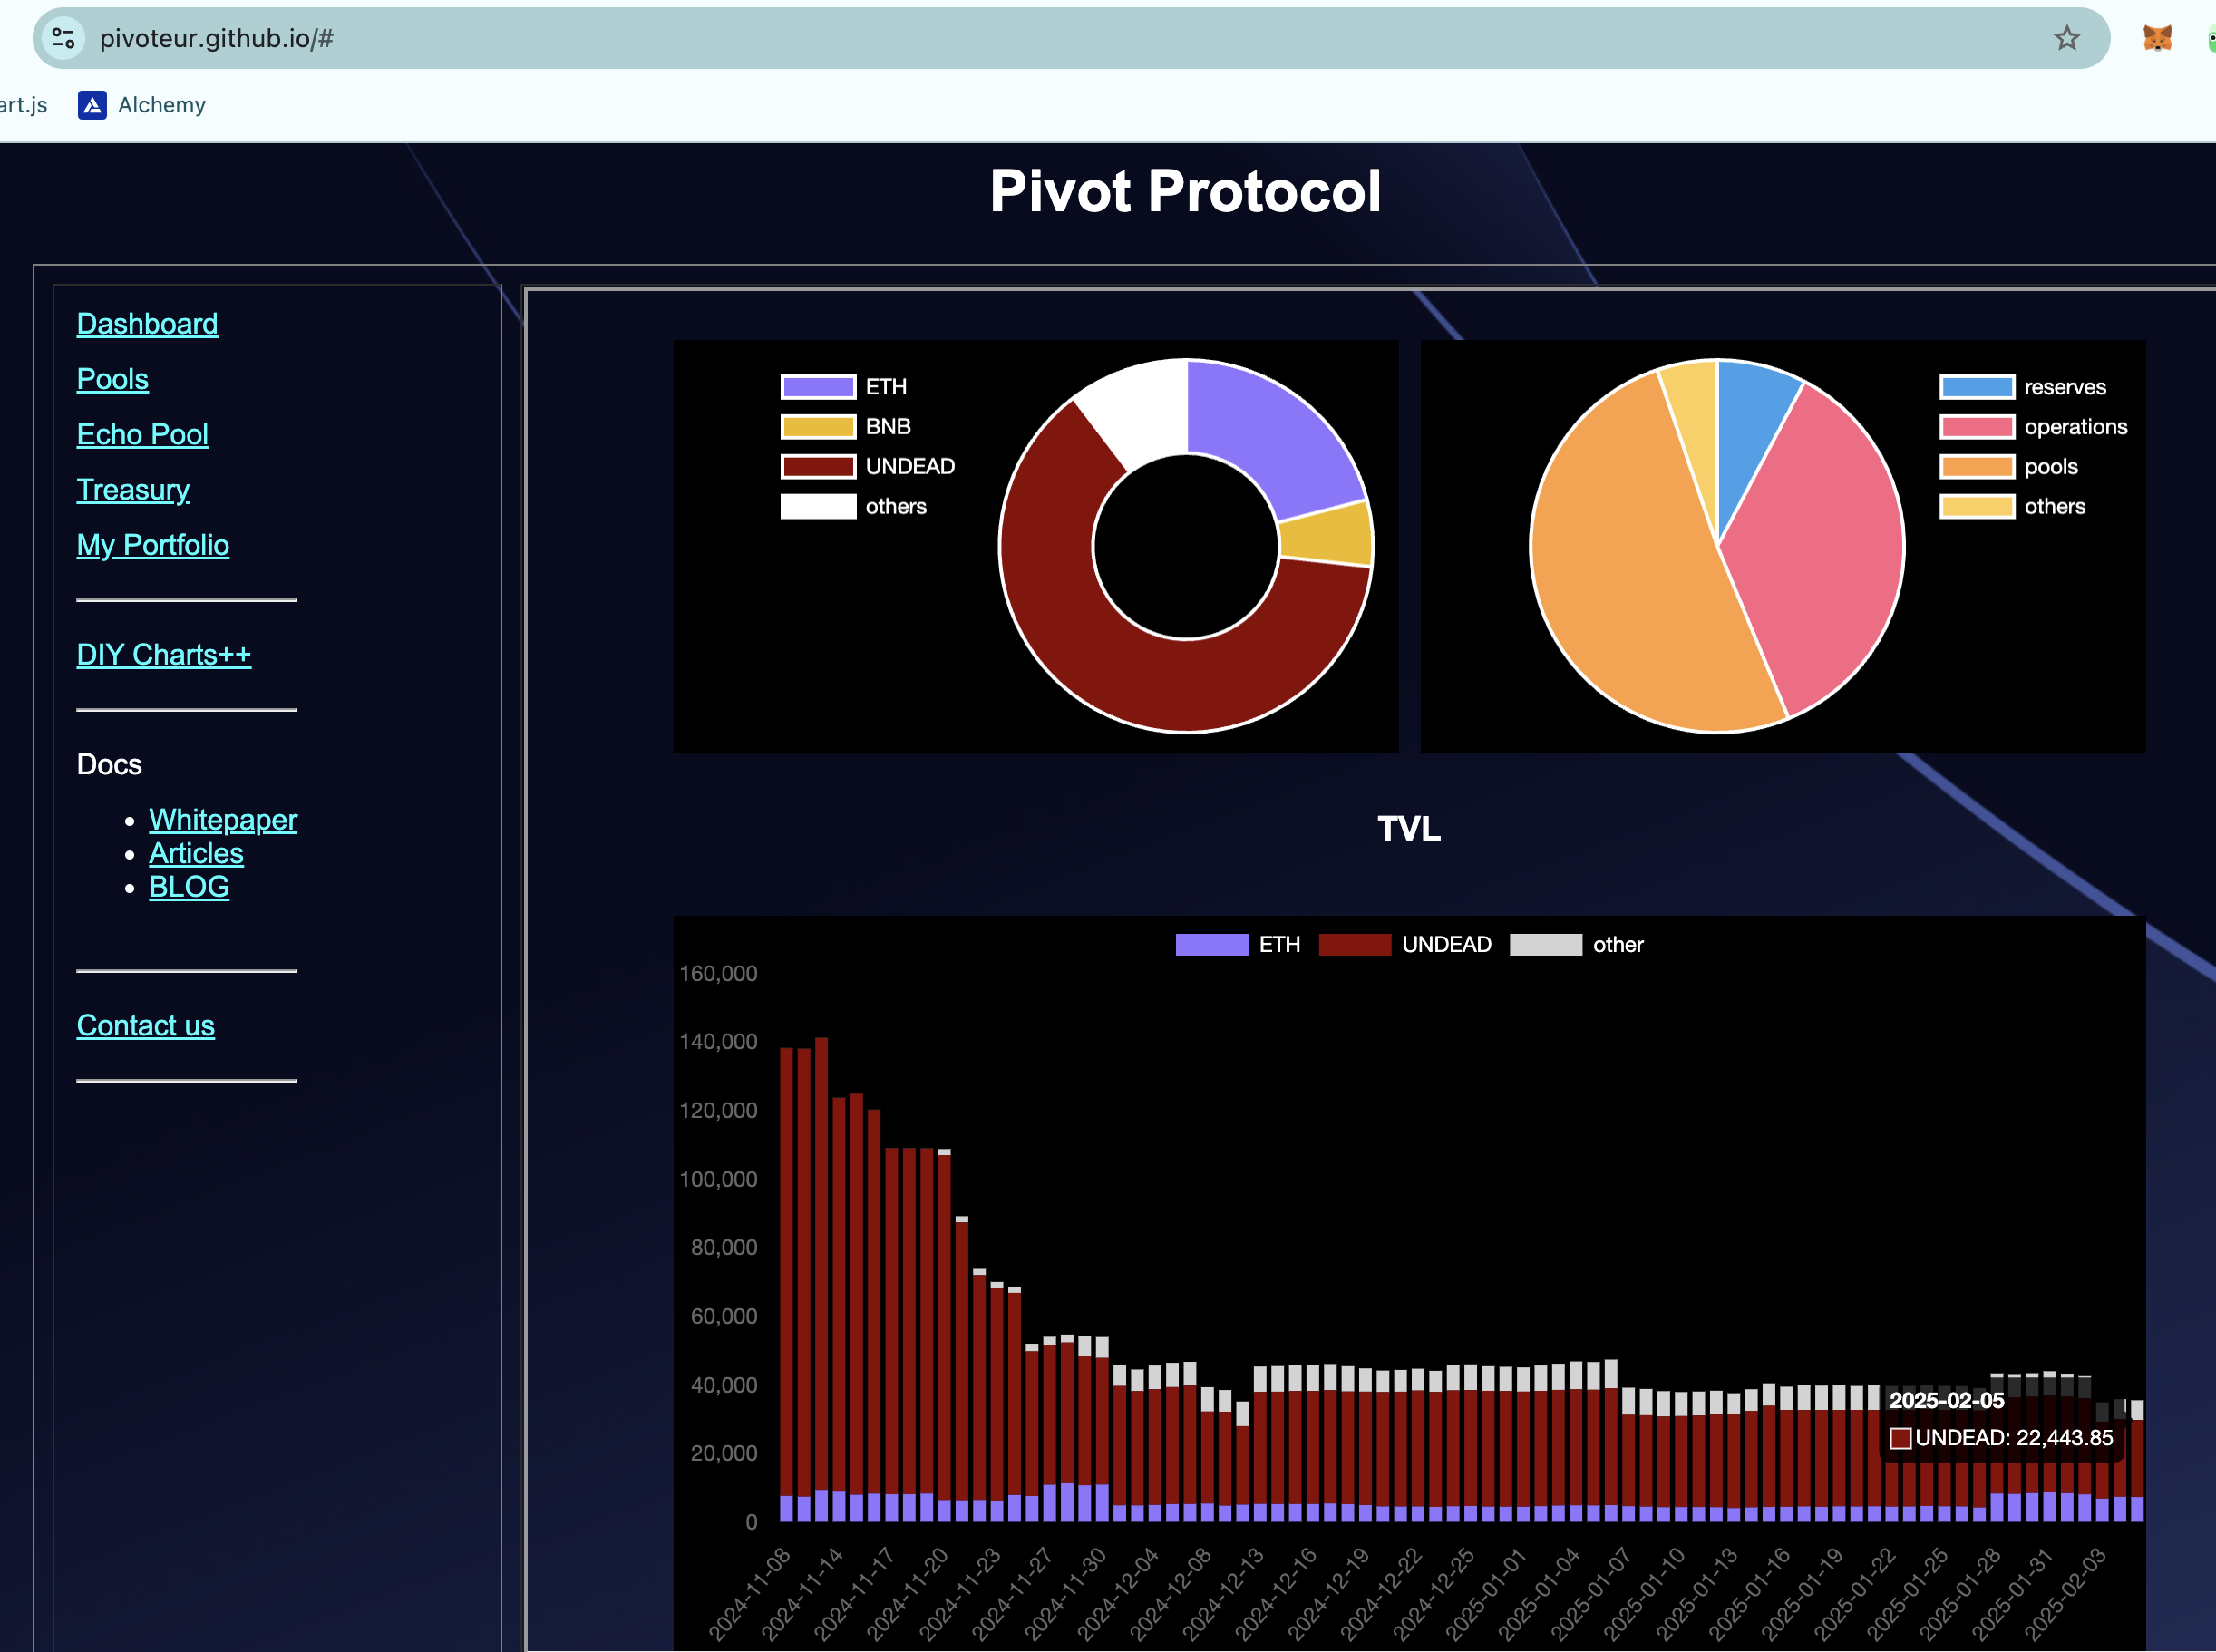 pivoteur.github.io/#
art.js
Alchemy
Pivot Protocol
Dashboard
Pools
Echo Pool
Treasury
My Portfolio
DIY Charts++
Docs
Whitepaper
Articles
BLOG
Contact us
ETH
BNB
UNDEAD
others
reserves
operations
pools
others
TVL
ETH UNDEAD other
160,000
140,000
120,000
100,000
80,000
60,000
40,000
20,000
0
2025-02-05
UNDEAD: 22,443.85
2024-11-08
2024-11-14
2024-11-17
2024-11-20
2024-11-23
2024-11-27
2024-11-30
2024-12-04
2024-12-08
2024-12-13
2024-12-16
2024-12-19
2024-12-22
2024-12-25
2025-01-01
2025-01-04
2025-01-07
2025-01-10
2025-01-13
2025-01-16
2025-01-19
2025-01-22
2025-01-25
2025-01-28
2025-01-31
2025-02-03